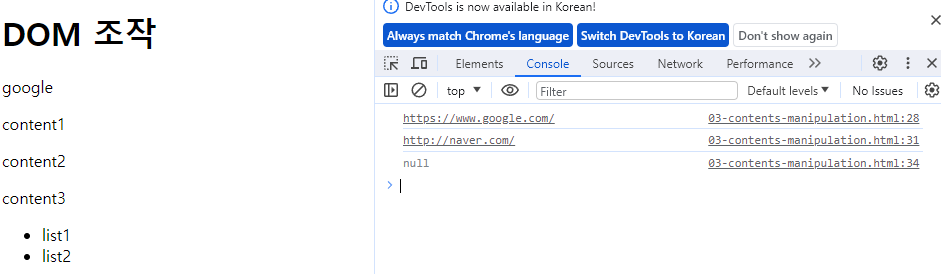 DOM 조작
google
content1
content2
content3
list1
list2
DevTools is now available in Korean!
Always match Chrome's language Switch DevTools to Korean Don't show again
Elements Console Sources Network Performance
top Filter Default levels No Issues
https://www.google.com/ 03-contents-manipulation.html:28
http://naver.com/ 03-contents-manipulation.html:31
null 03-contents-manipulation.html:34